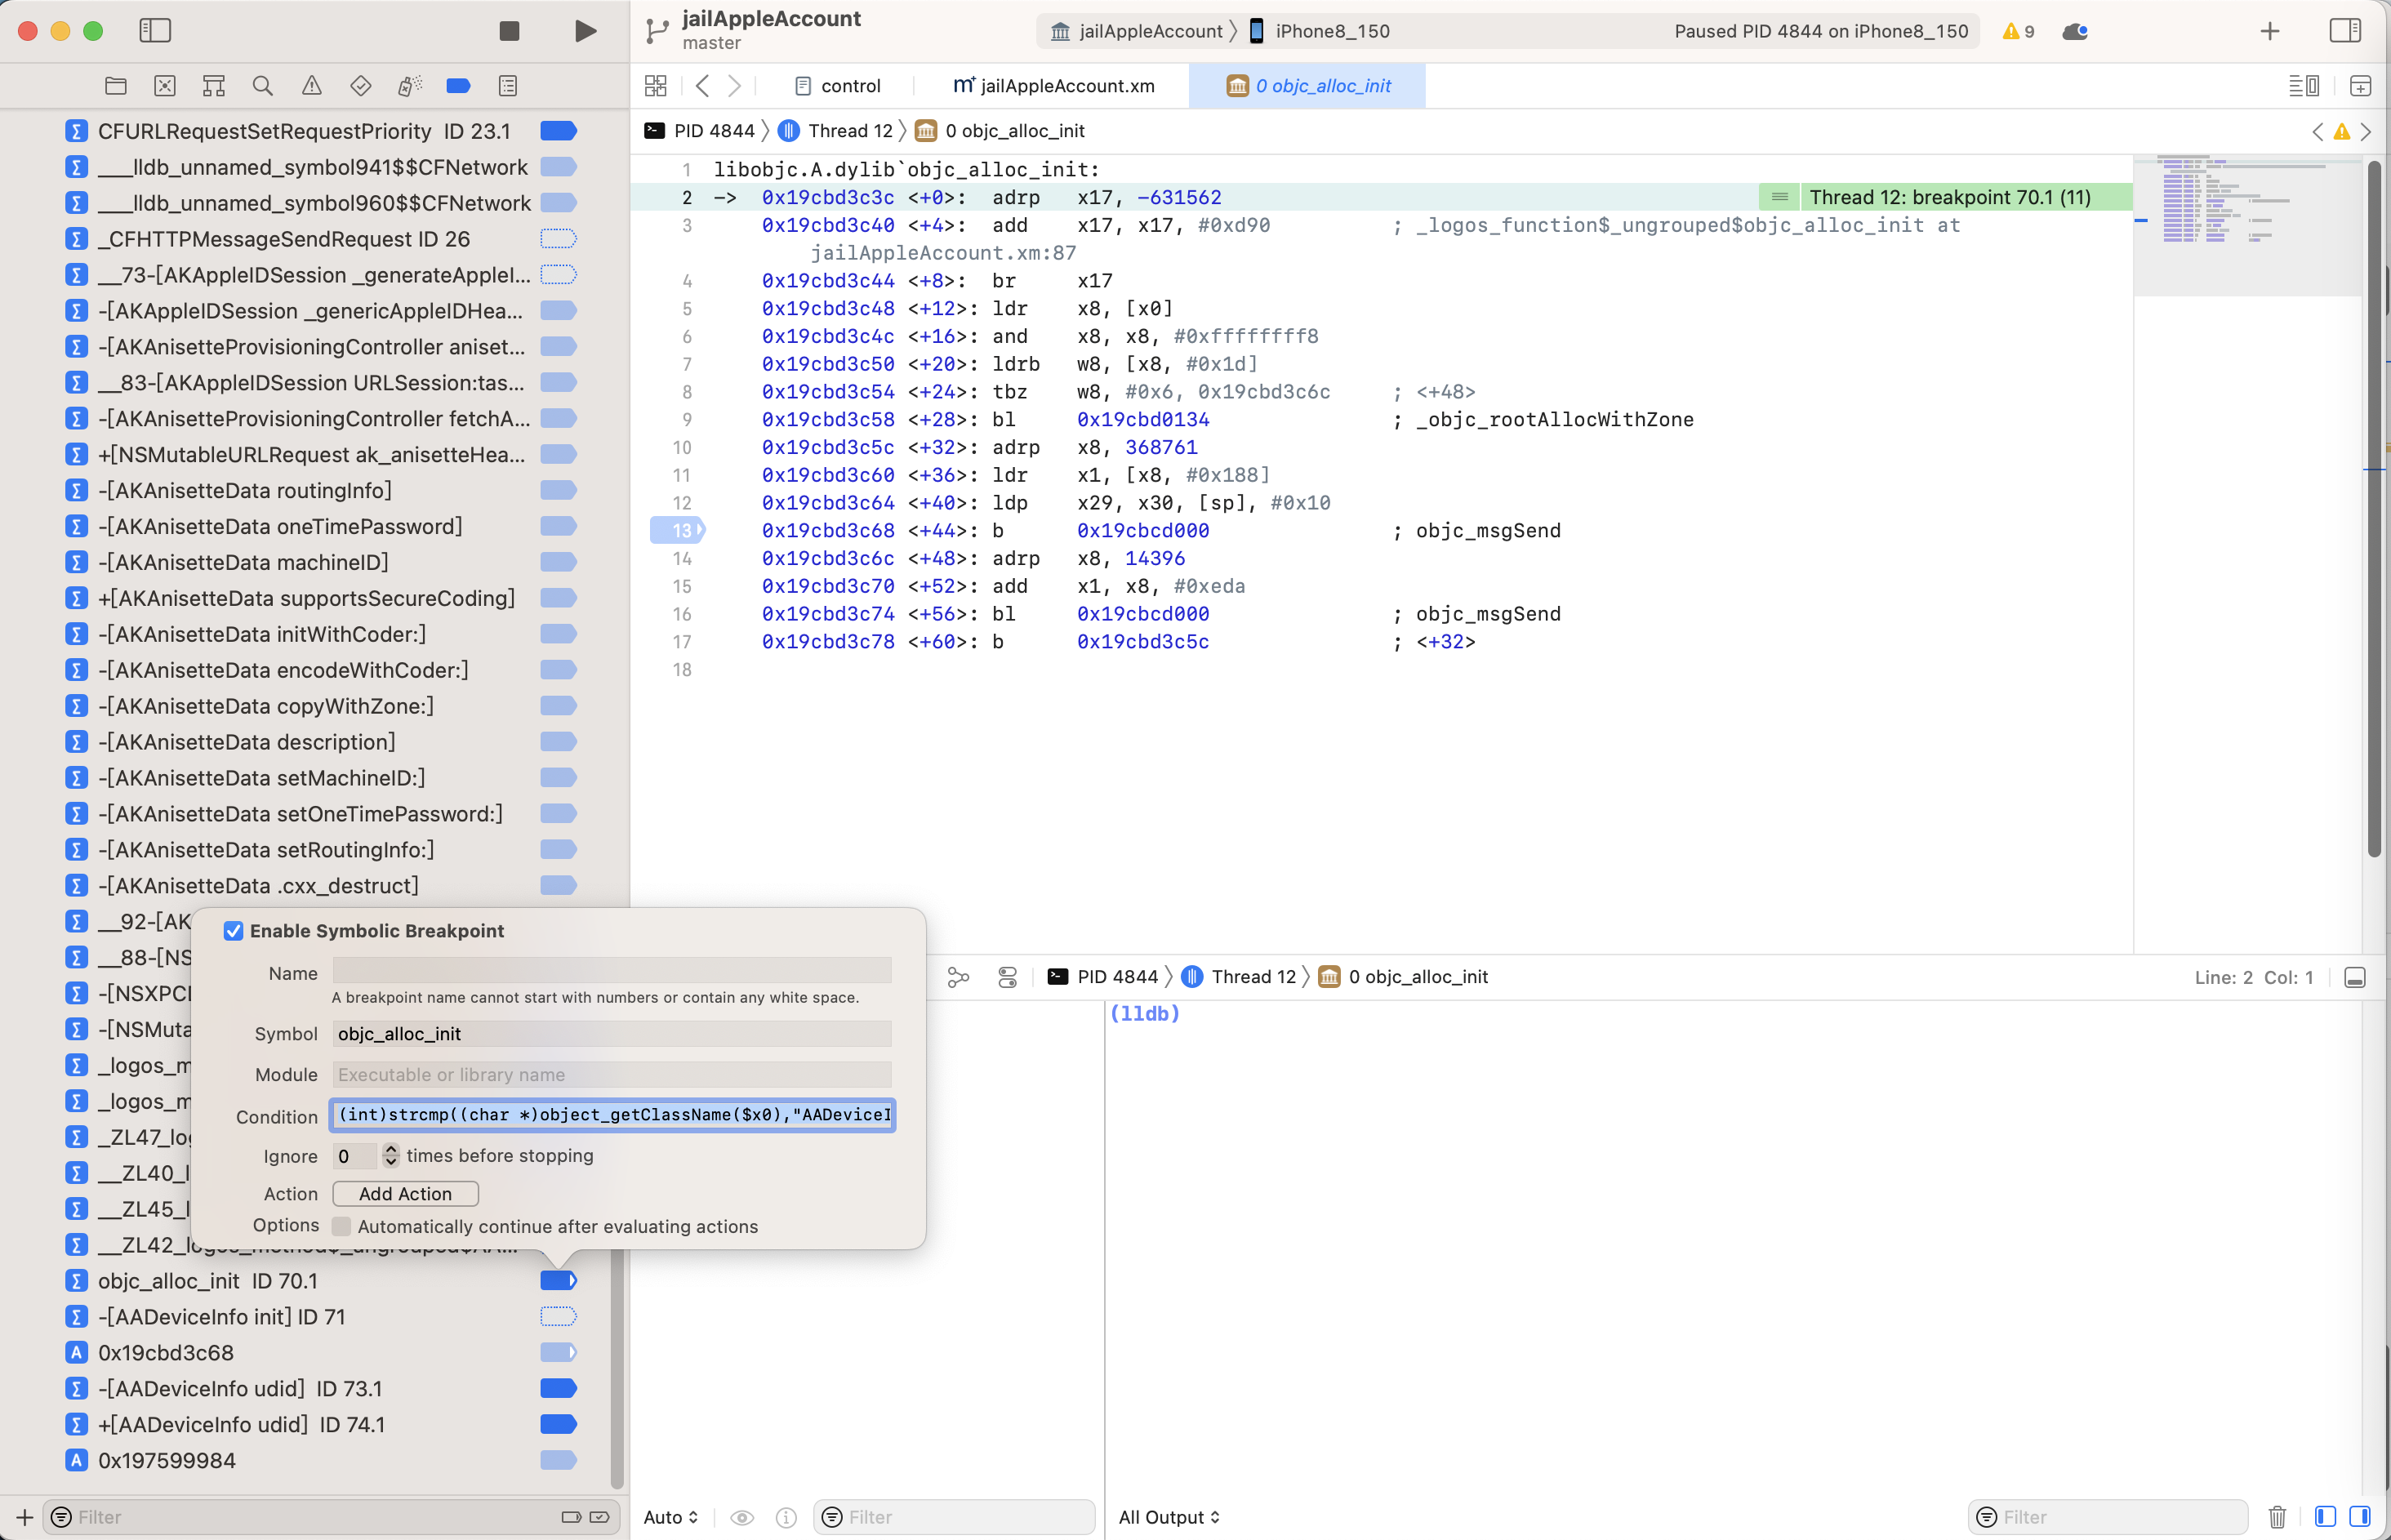 jailAppleAccount
master
jailAppleAccount
iPhone8_150
Paused PID 4844 on iPhone8_150
9
control
jailAppleAccount.xm
0 objc_alloc_init
PID 4844
Thread 12
0 objc_alloc_init
CFURLRequestSetRequestPriority ID 23.1
___lldb_unnamed_symbol941$$CFNetwork
___lldb_unnamed_symbol960$$CFNetwork
_CFHTTPMessageSendRequest ID 26
__73-[AKAppleIDSession _generateAppleI...
-[AKAppleIDSession _genericAppleIDHea...
-[AKAnisetteProvisioningController aniset...
__83-[AKAppleIDSession URLSession:tas...
-[AKAnisetteProvisioningController fetchA...
+[NSMutableURLRequest ak_anisetteHea...
-[AKAnisetteData routingInfo]
-[AKAnisetteData oneTimePassword]
-[AKAnisetteData machineID]
+[AKAnisetteData supportsSecureCoding]
-[AKAnisetteData initWithCoder:]
-[AKAnisetteData encodeWithCoder:]
-[AKAnisetteData copyWithZone:]
-[AKAnisetteData description]
-[AKAnisetteData setMachineID:]
-[AKAnisetteData setOneTimePassword:]
-[AKAnisetteData setRoutingInfo:]
-[AKAnisetteData .cxx_destruct]
__92-[AK
__88-[NS
-[NSXPC
-[NSMuta
_logos_m
_logos_m
_ZL47_log
__ZL40_l
__ZL45_l
__ZL42_logos_method$_ungrouped$AA...
objc_alloc_init ID 70.1
-[AADeviceInfo init] ID 71
0x19cbd3c68
-[AADeviceInfo udid] ID 73.1
+[AADeviceInfo udid] ID 74.1
0x197599984
Filter
1 libobjc.A.dylib`objc_alloc_init:
2 -> 0x19cbd3c3c <+0>: adrp x17, -631562
Thread 12: breakpoint 70.1 (11)
3 0x19cbd3c40 <+4>: add x17, x17, #0xd90 ; _logos_function$_ungrouped$objc_alloc_init at
jailAppleAccount.xm:87
4 0x19cbd3c44 <+8>: br x17
5 0x19cbd3c48 <+12>: ldr x8, [x0]
6 0x19cbd3c4c <+16>: and x8, x8, #0xffffffff8
7 0x19cbd3c50 <+20>: ldrb w8, [x8, #0x1d]
8 0x19cbd3c54 <+24>: tbz w8, #0x6, 0x19cbd3c6c ; <+48>
9 0x19cbd3c58 <+28>: bl 0x19cbd0134 ; _objc_rootAllocWithZone
10 0x19cbd3c5c <+32>: adrp x8, 368761
11 0x19cbd3c60 <+36>: ldr x1, [x8, #0x188]
12 0x19cbd3c64 <+40>: ldp x29, x30, [sp], #0x10
13 0x19cbd3c68 <+44>: b 0x19cbcd000 ; objc_msgSend
14 0x19cbd3c6c <+48>: adrp x8, 14396
15 0x19cbd3c70 <+52>: add x1, x8, #0xeda
16 0x19cbd3c74 <+56>: bl 0x19cbcd000 ; objc_msgSend
17 0x19cbd3c78 <+60>: b 0x19cbd3c5c ; <+32>
18
Enable Symbolic Breakpoint
Name
A breakpoint name cannot start with numbers or contain any white space.
Symbol objc_alloc_init
Module Executable or library name
Condition (int)strcmp((char *)object_getClassName($x0),"AADeviceI
Ignore 0 times before stopping
Action Add Action
Options Automatically continue after evaluating actions
PID 4844
Thread 12
0 objc_alloc_init
Line: 2 Col: 1
(lldb)
Auto
Filter
All Output
Filter